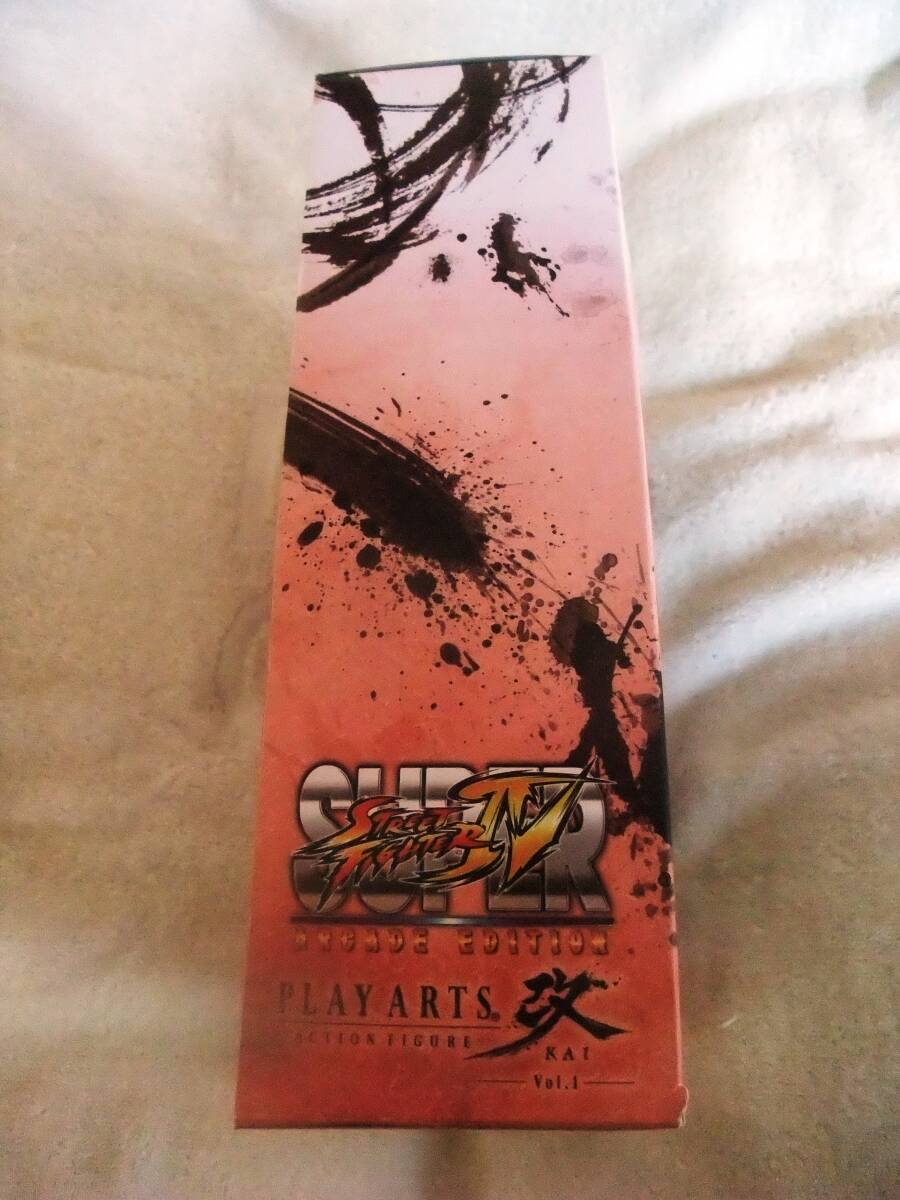 SUPER
STREET
FIGHTER IV
ARCADE EDITION
PLAY ARTS® 改
ACTION FIGURE KAI
Vol.1